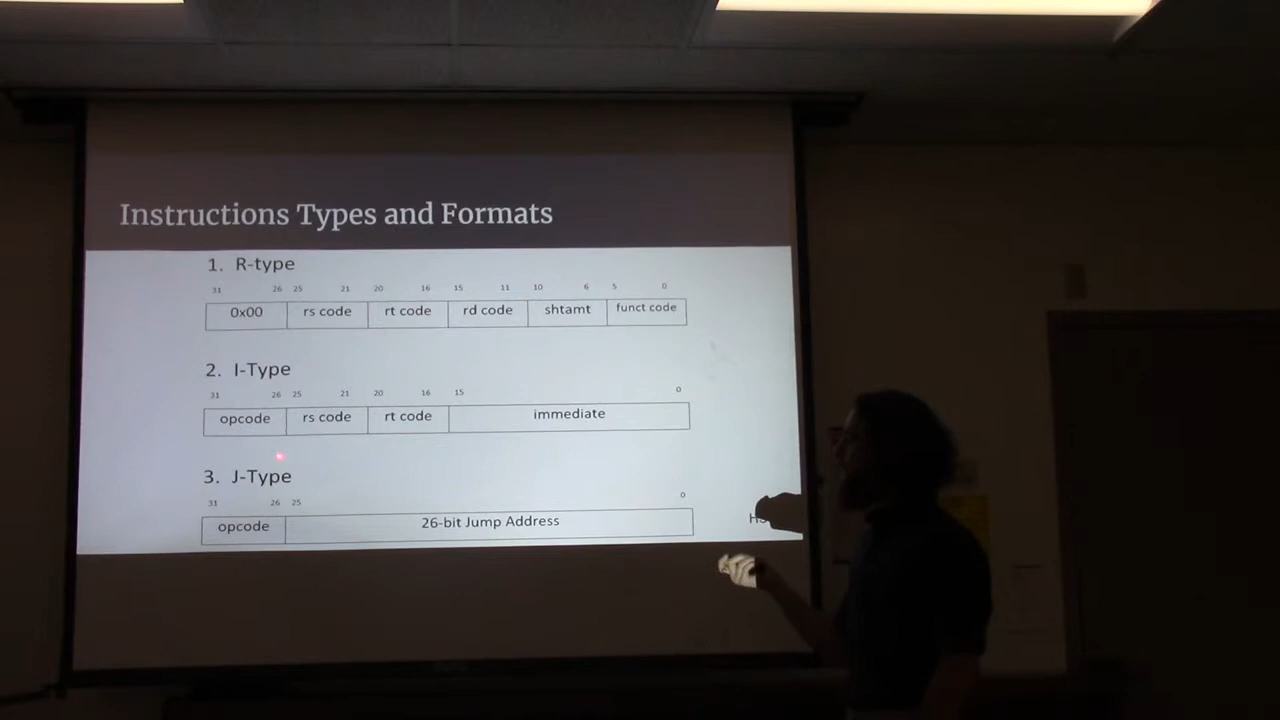 Instructions Types and Formats
1. R-type
31 26 25 21 20 16 15 11 10 6 5 0
0x00 rs code rt code rd code shtamt funct code
2. I-Type
31 26 25 21 20 16 15 0
opcode rs code rt code immediate
3. J-Type
31 26 25 0
opcode 26-bit Jump Address